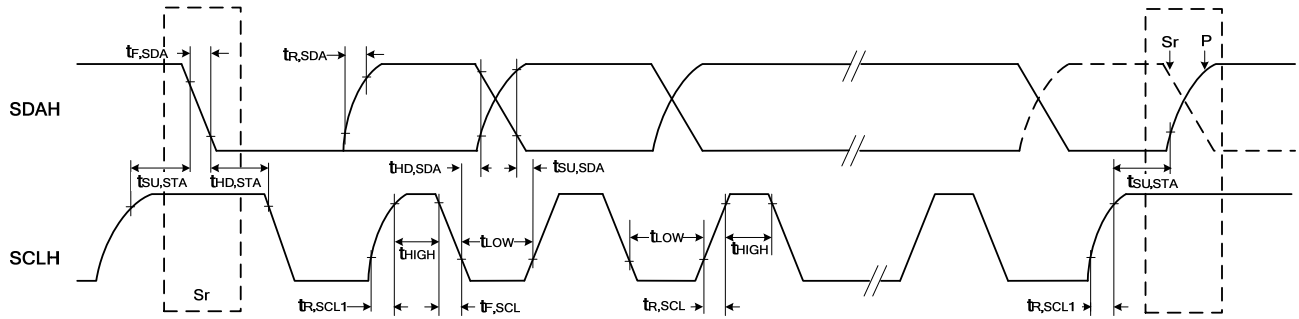 Sr P
tF,SDA tR,SDA
SDAH
tHD,SDA tSU,SDA
tSU,STA tHD,STA tSU,STA
tHIGH tLOW tLOW tHIGH
SCLH
Sr tR,SCL1 tF,SCL tR,SCL tR,SCL1